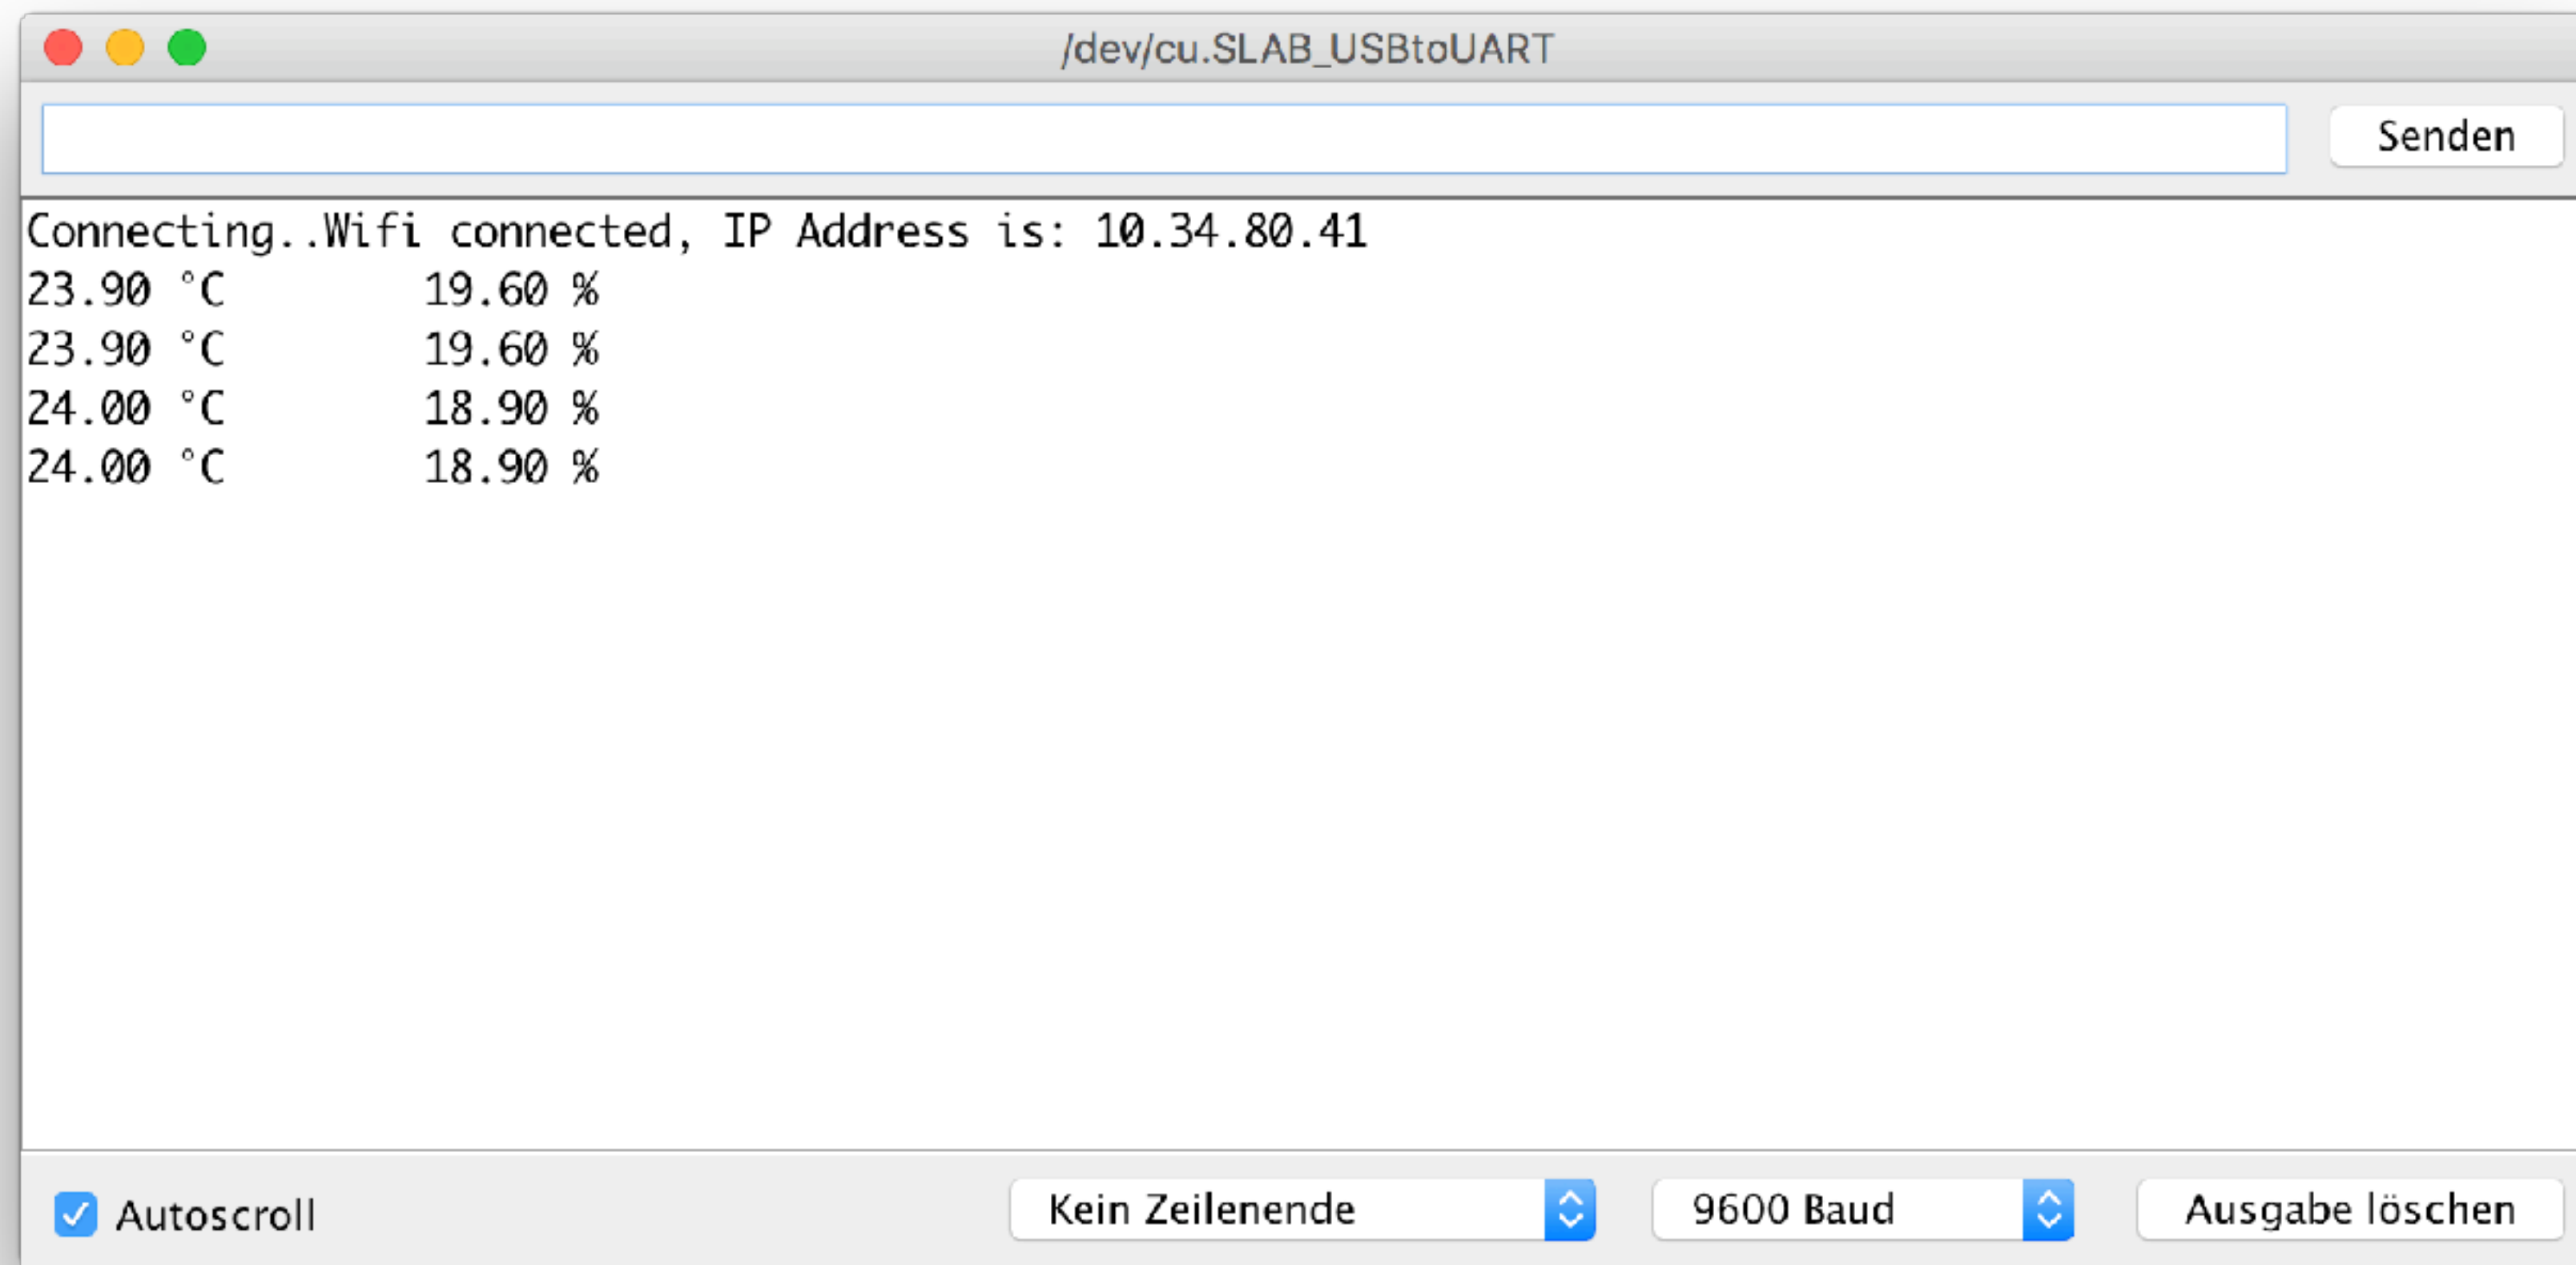 /dev/cu.SLAB_USBtoUART
Senden
Connecting..Wifi connected, IP Address is: 10.34.80.41
23.90 °C 19.60 %
23.90 °C 19.60 %
24.00 °C 18.90 %
24.00 °C 18.90 %
Autoscroll Kein Zeilenende 9600 Baud Ausgabe löschen